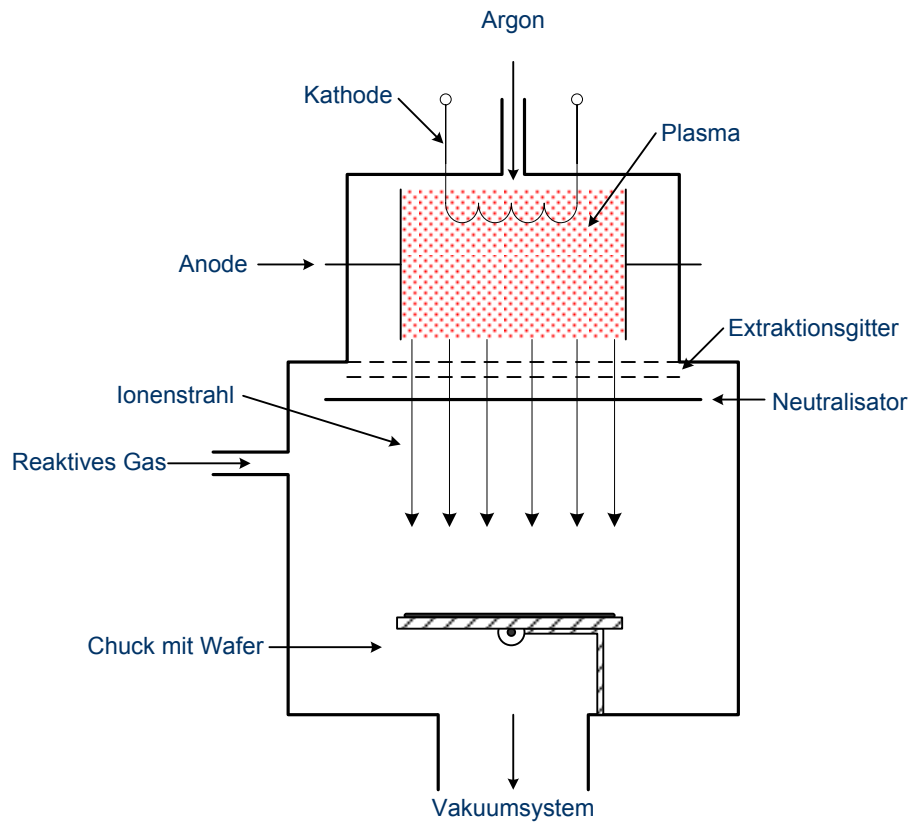 Argon
Kathode
Plasma
Anode
Extraktionsgitter
Ionenstrahl
Neutralisator
Reaktives Gas
Chuck mit Wafer
Vakuumsystem